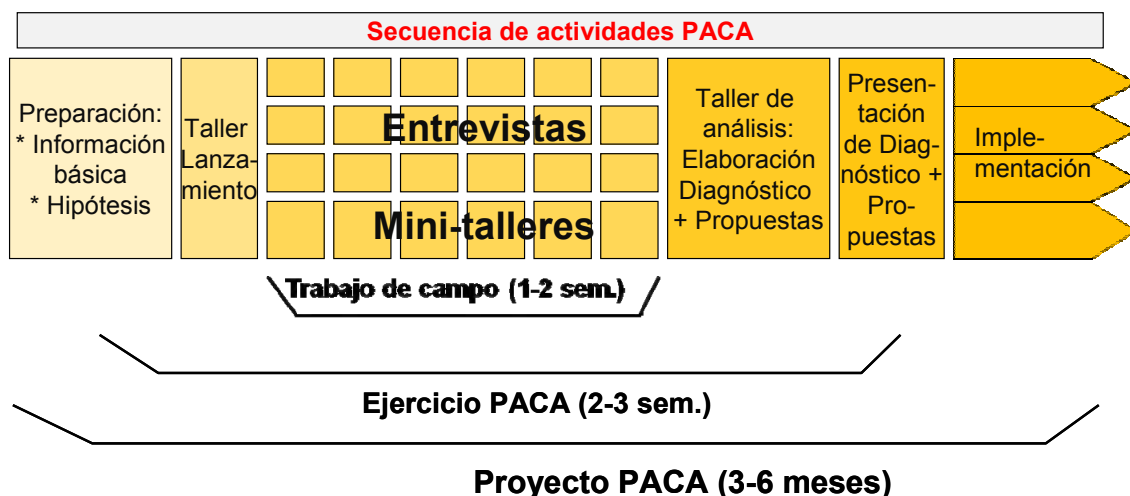 Secuencia de actividades PACA
Preparación:
* Información
básica
* Hipótesis
Taller
Lanza-
miento
Entrevistas
Mini-talleres
Taller de
análisis:
Elaboración
Diagnóstico
+ Propuestas
Presen-
tación
de Diag-
nóstico +
Pro-
puestas
Imple-
mentación
Trabajo de campo (1-2 sem.)
Ejercicio PACA (2-3 sem.)
Proyecto PACA (3-6 meses)